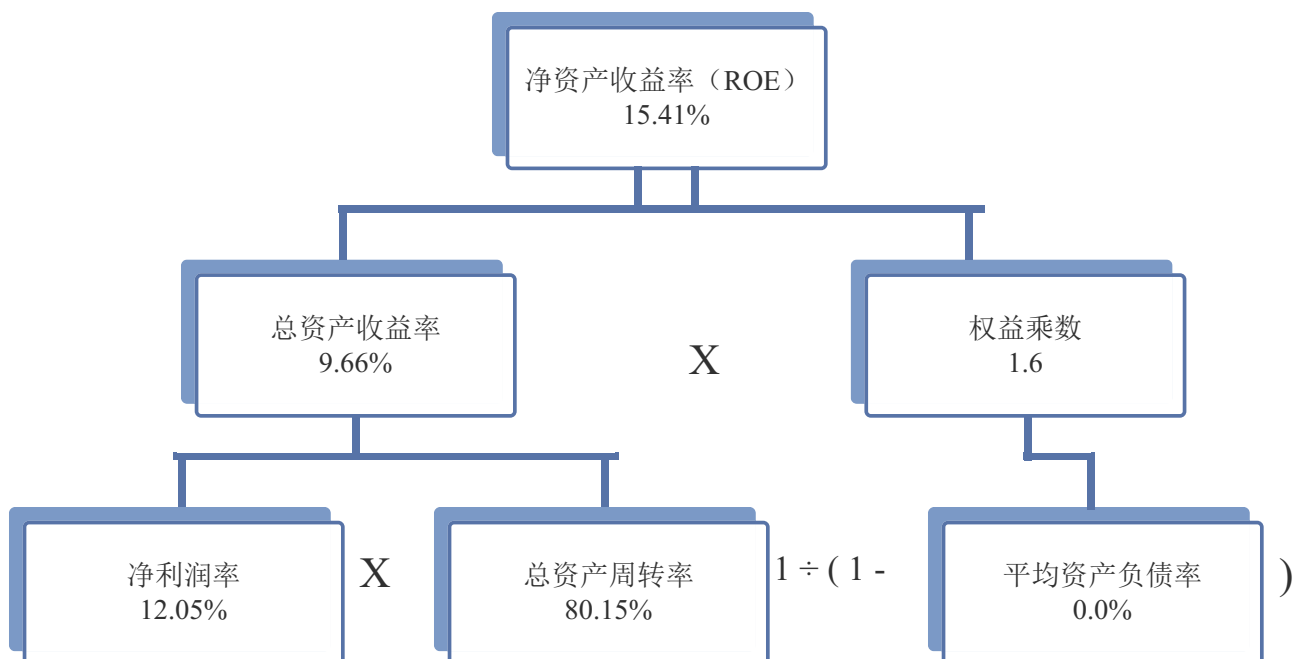 净资产收益率（ROE）
15.41%
总资产收益率
9.66%
X
权益乘数
1.6
净利润率
12.05%
X
总资产周转率
80.15%
1 ÷ ( 1 -
平均资产负债率
0.0%
)